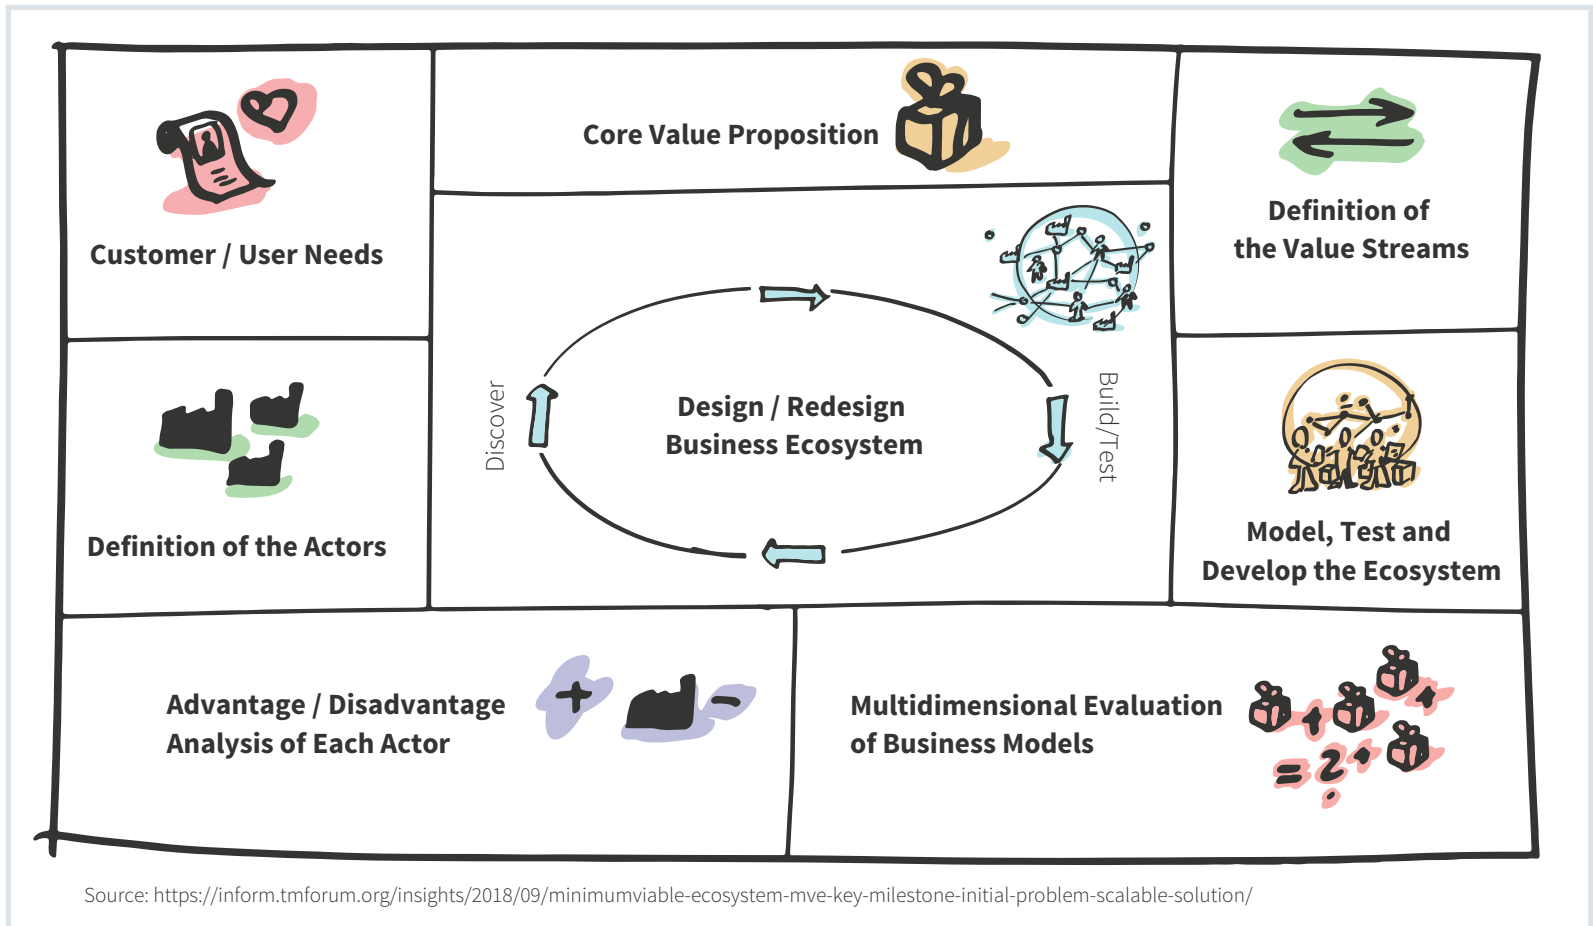 Customer / User Needs
Core Value Proposition
Definition of
the Value Streams
Discover
Design / Redesign
Business Ecosystem
Build/Test
Definition of the Actors
Model, Test and
Develop the Ecosystem
Advantage / Disadvantage
Analysis of Each Actor
Multidimensional Evaluation
of Business Models
+
-
+
+
+
= ?
Source: https://inform.tmforum.org/insights/2018/09/minimumviable-ecosystem-mve-key-milestone-initial-problem-scalable-solution/